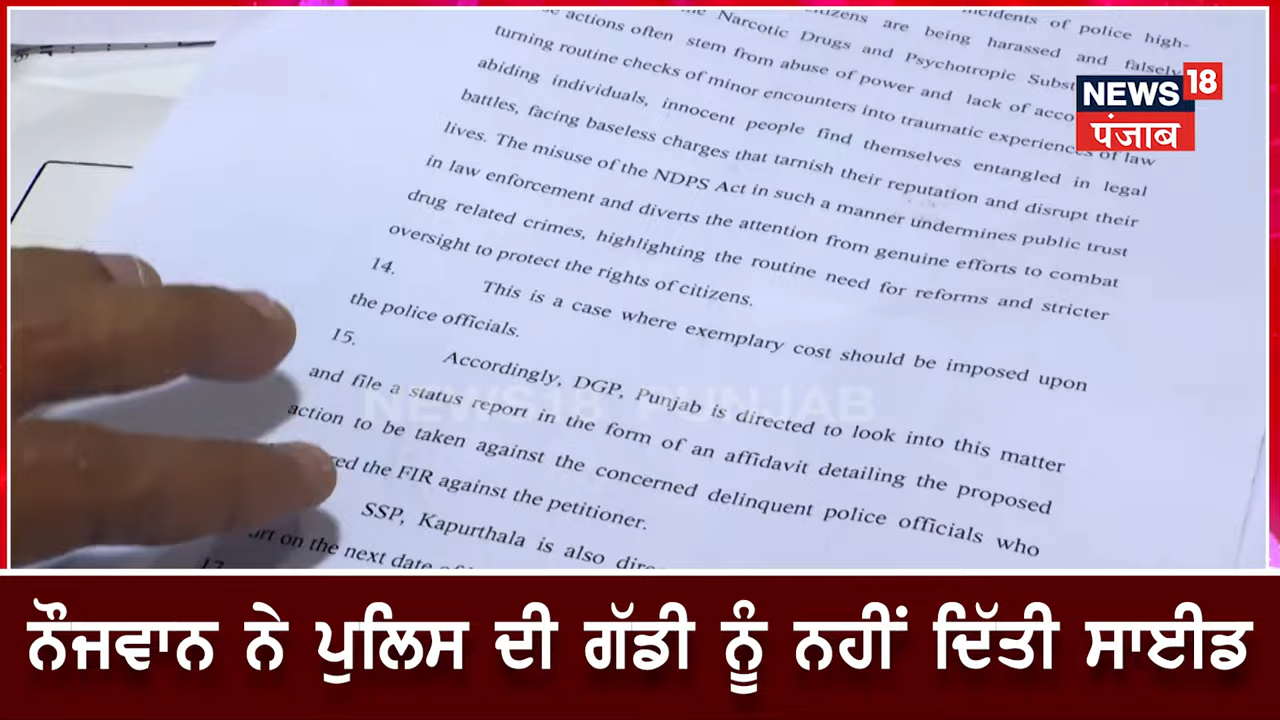 incidents of police high-
citizens are being harassed and falsely
Narcotic Drugs and Psychotropic
actions often stem from abuse of power and lack of
turning routine checks of minor encounters into traumatic experiences of law
abiding individuals, innocent people find themselves entangled in legal
battles, facing baseless charges that tarnish their reputation and disrupt their
lives. The misuse of the NDPS Act in such a manner undermines public trust
in law enforcement and diverts the attention from genuine efforts to combat
drug related crimes, highlighting the routine need for reforms and stricter
oversight to protect the rights of citizens.
14. This is a case where exemplary cost should be imposed upon
the police officials.
15. Accordingly, DGP, Punjab is directed to look into this matter
and file a status report in the form of an affidavit detailing the proposed
action to be taken against the concerned delinquent police officials who
the FIR against the petitioner.
SSP, Kapurthala is also
on the next date
17.
NEWS 18
ਪੰਜਾਬ
NEWS18 PUNJAB
ਨੌਜਵਾਨ ਨੇ ਪੁਲਿਸ ਦੀ ਗੱਡੀ ਨੂੰ ਨਹੀਂ ਦਿੱਤੀ ਸਾਈਡ